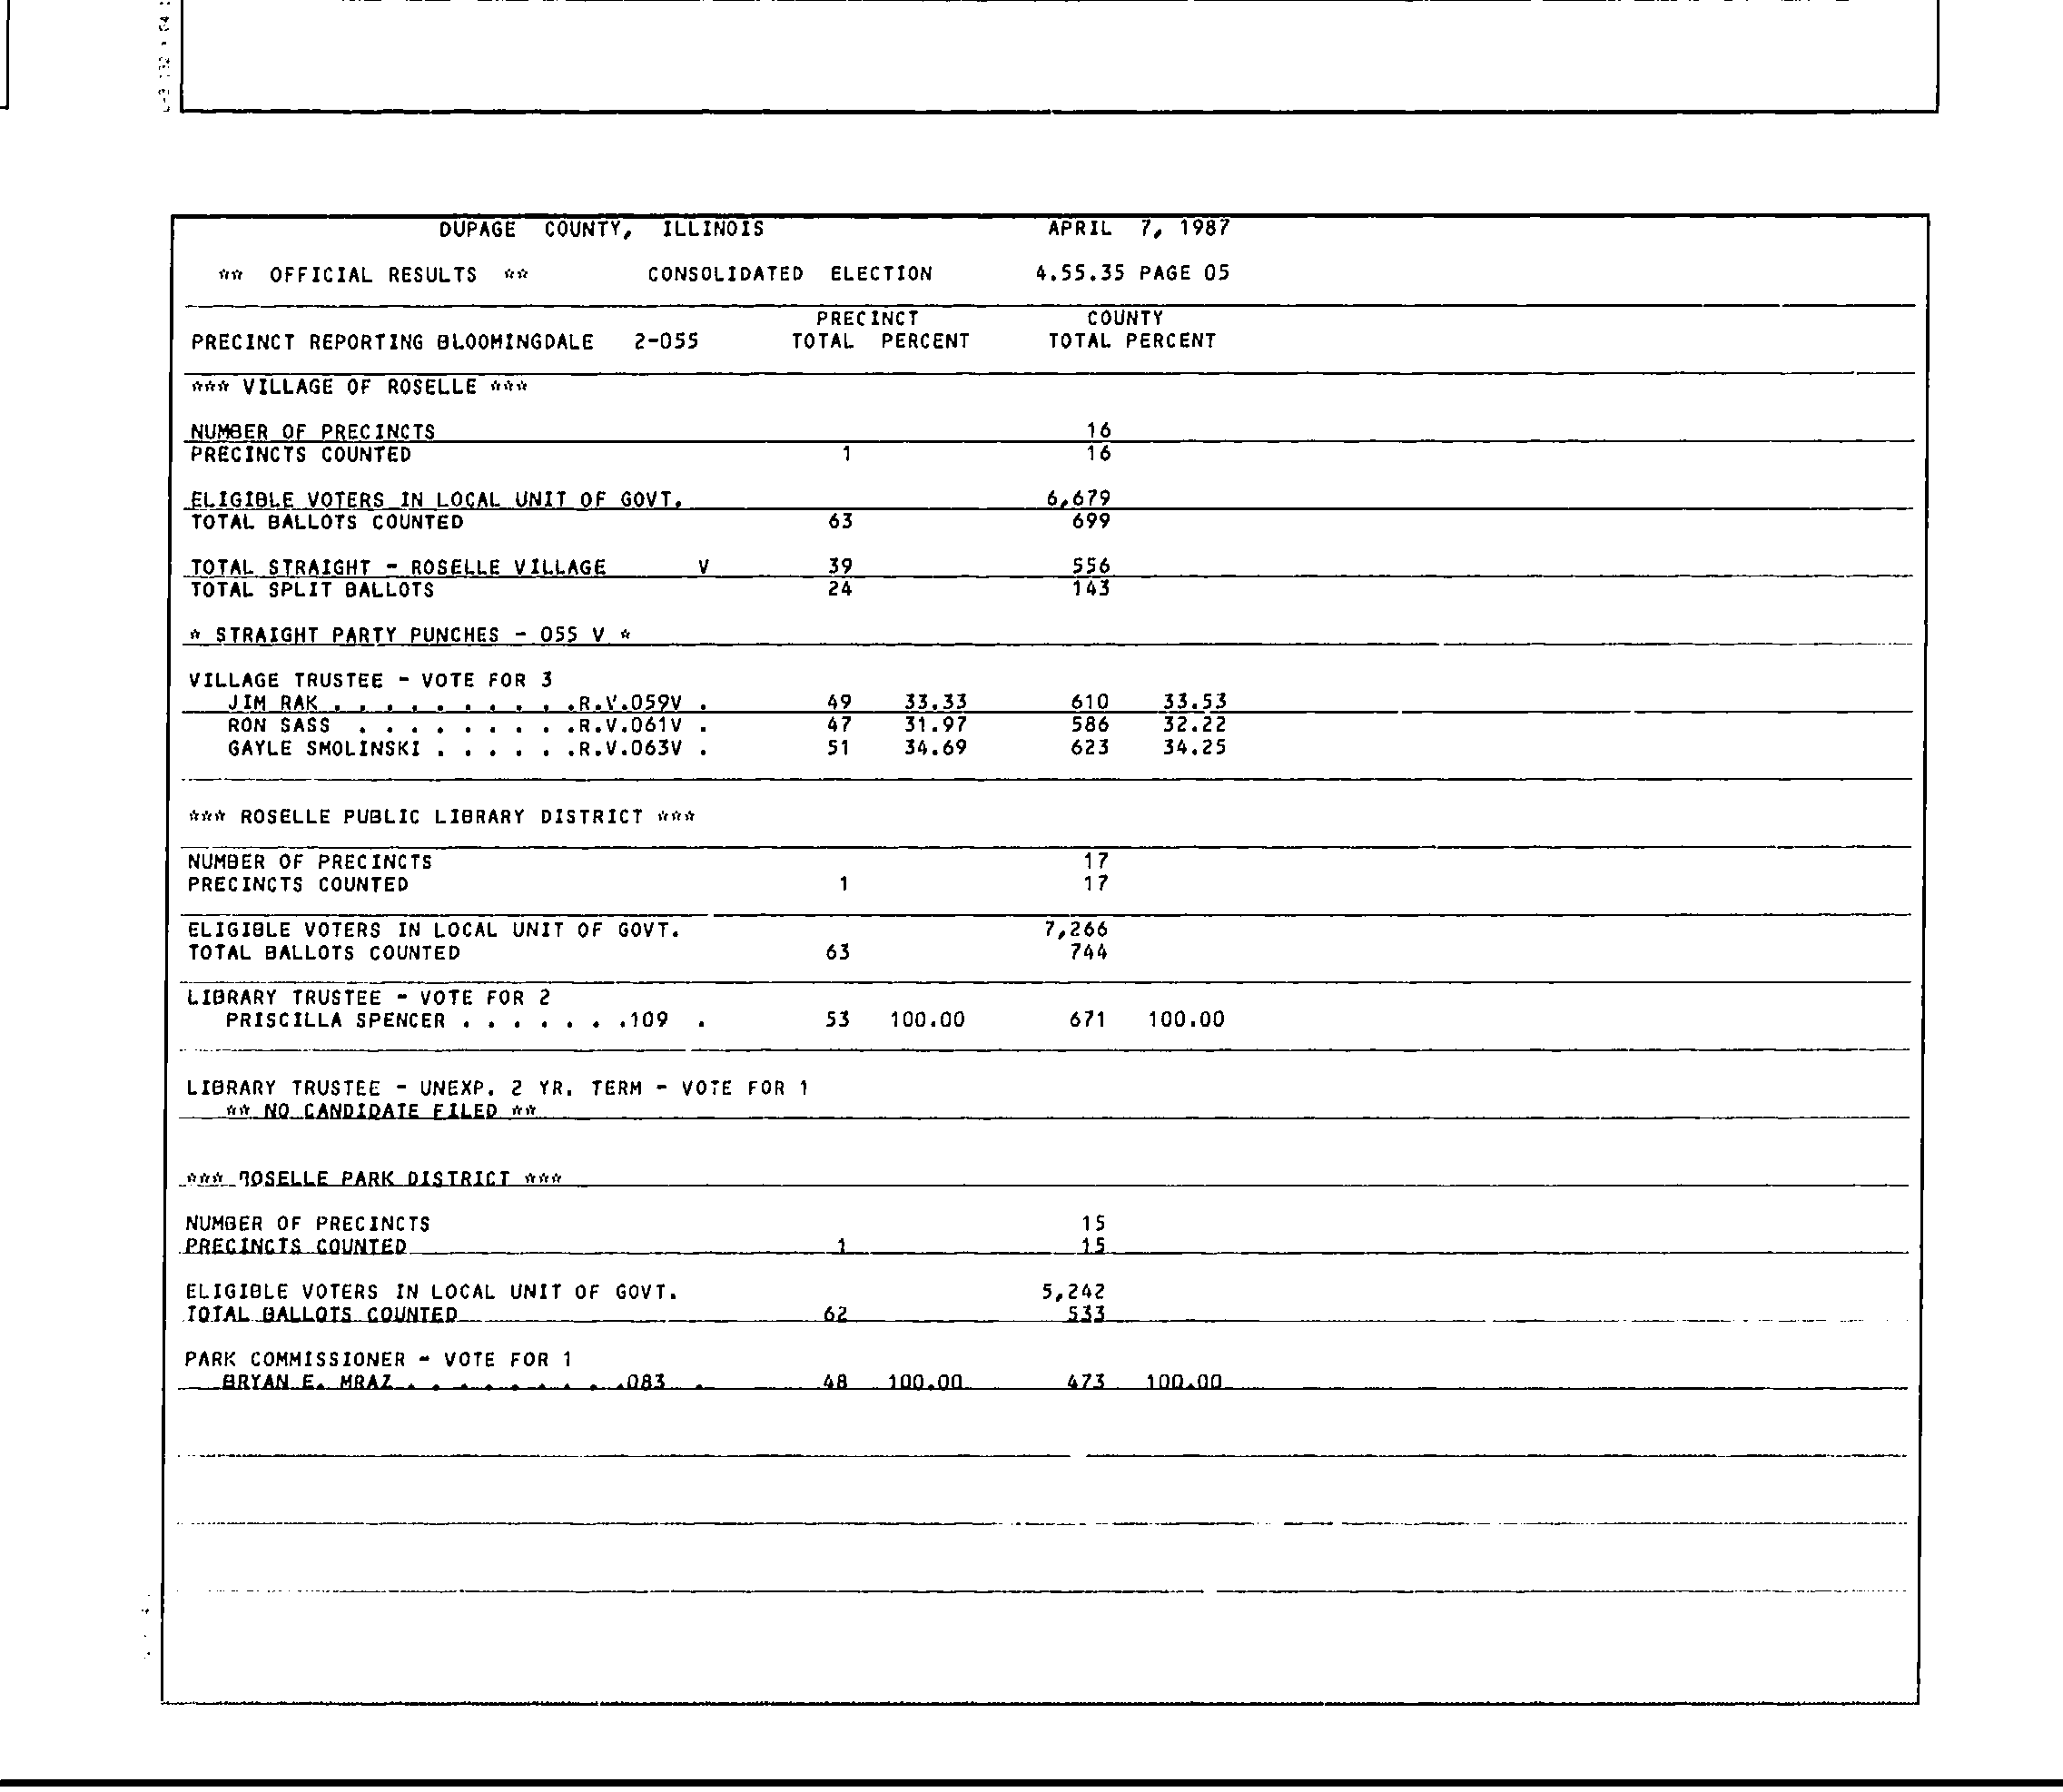 DUPAGE COUNTY, ILLINOIS APRIL 7, 1987
** OFFICIAL RESULTS ** CONSOLIDATED ELECTION 4.55.35 PAGE 05
PRECINCT COUNTY
PRECINCT REPORTING BLOOMINGDALE 2-055 TOTAL PERCENT TOTAL PERCENT
*** VILLAGE OF ROSELLE ***
NUMBER OF PRECINCTS 16
PRECINCTS COUNTED 1 16
ELIGIBLE VOTERS IN LOCAL UNIT OF GOVT. 6,679
TOTAL BALLOTS COUNTED 63 699
TOTAL STRAIGHT - ROSELLE VILLAGE V 39 556
TOTAL SPLIT BALLOTS 24 143
* STRAIGHT PARTY PUNCHES - 055 V *
VILLAGE TRUSTEE - VOTE FOR 3
JIM RAK . . . . . . . . . .R.V.059V . 49 33.33 610 33.53
RON SASS . . . . . . . . .R.V.061V . 47 31.97 586 32.22
GAYLE SMOLINSKI . . . . . .R.V.063V . 51 34.69 623 34.25
*** ROSELLE PUBLIC LIBRARY DISTRICT ***
NUMBER OF PRECINCTS 17
PRECINCTS COUNTED 1 17
ELIGIBLE VOTERS IN LOCAL UNIT OF GOVT. 7,266
TOTAL BALLOTS COUNTED 63 744
LIBRARY TRUSTEE - VOTE FOR 2
PRISCILLA SPENCER . . . . . . .109 . 53 100.00 671 100.00
LIBRARY TRUSTEE - UNEXP. 2 YR. TERM - VOTE FOR 1
** NO CANDIDATE FILED **
*** ROSELLE PARK DISTRICT ***
NUMBER OF PRECINCTS 15
PRECINCTS COUNTED 1 15
ELIGIBLE VOTERS IN LOCAL UNIT OF GOVT. 5,242
TOTAL BALLOTS COUNTED 62 533
PARK COMMISSIONER - VOTE FOR 1
BRYAN E. MRAZ . . . . . . . . .083 . 48 100.00 473 100.00